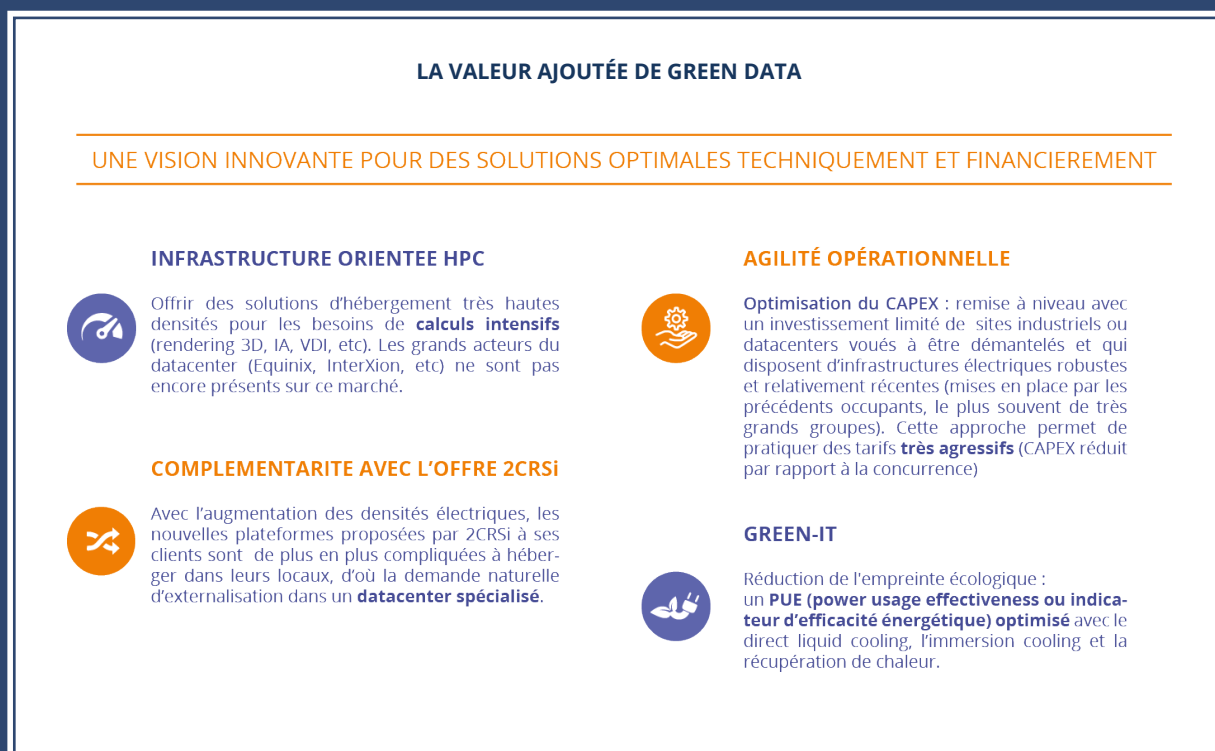 LA VALEUR AJOUTÉE DE GREEN DATA
UNE VISION INNOVANTE POUR DES SOLUTIONS OPTIMALES TECHNIQUEMENT ET FINANCIEREMENT
INFRASTRUCTURE ORIENTEE HPC
Offrir des solutions d’hébergement très hautes
densités pour les besoins de calculs intensifs
(rendering 3D, IA, VDI, etc). Les grands acteurs du
datacenter (Equinix, InterXion, etc) ne sont pas
encore présents sur ce marché.
COMPLEMENTARITE AVEC L’OFFRE 2CRSi
Avec l’augmentation des densités électriques, les
nouvelles plateformes proposées par 2CRSi à ses
clients sont de plus en plus compliquées à héber-
ger dans leurs locaux, d’où la demande naturelle
d’externalisation dans un datacenter spécialisé.
AGILITÉ OPÉRATIONNELLE
Optimisation du CAPEX : remise à niveau avec
un investissement limité de sites industriels ou
datacenters voués à être démantelés et qui
disposent d’infrastructures électriques robustes
et relativement récentes (mises en place par les
précédents occupants, le plus souvent de très
grands groupes). Cette approche permet de
pratiquer des tarifs très agressifs (CAPEX réduit
par rapport à la concurrence)
GREEN-IT
Réduction de l'empreinte écologique :
un PUE (power usage effectiveness ou indica-
teur d’efficacité énergétique) optimisé avec le
direct liquid cooling, l’immersion cooling et la
récupération de chaleur.